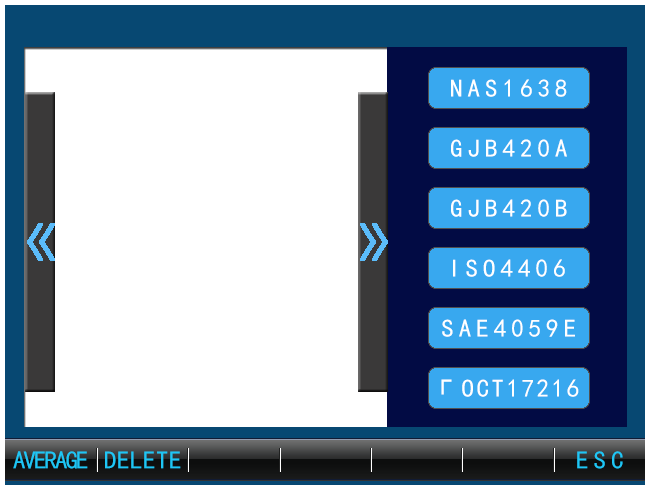 NAS1638
GJB420A
GJB420B
ISO4406
SAE4059E
ГОСТ17216
AVERAGE DELETE ESC